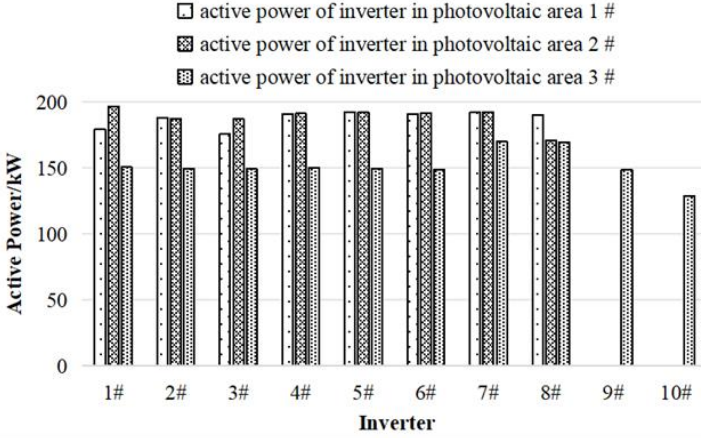 active power of inverter in photovoltaic area 1 #
active power of inverter in photovoltaic area 2 #
active power of inverter in photovoltaic area 3 #
200
150
100
50
0
Active Power/kW
1# 2# 3# 4# 5# 6# 7# 8# 9# 10#
Inverter